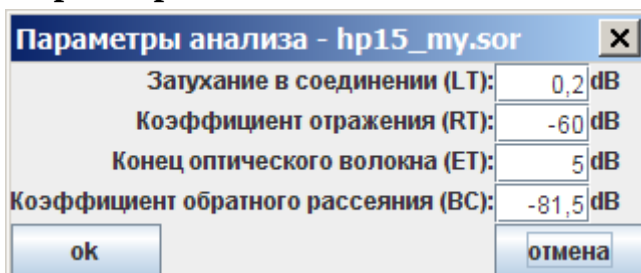 Параметры анализа - hp15_my.sor
Затухание в соединении (LT): 0,2 dB
Коэффициент отражения (RT): -60 dB
Конец оптического волокна (ET): 5 dB
Коэффициент обратного рассеяния (BC): -81,5 dB
ok отмена